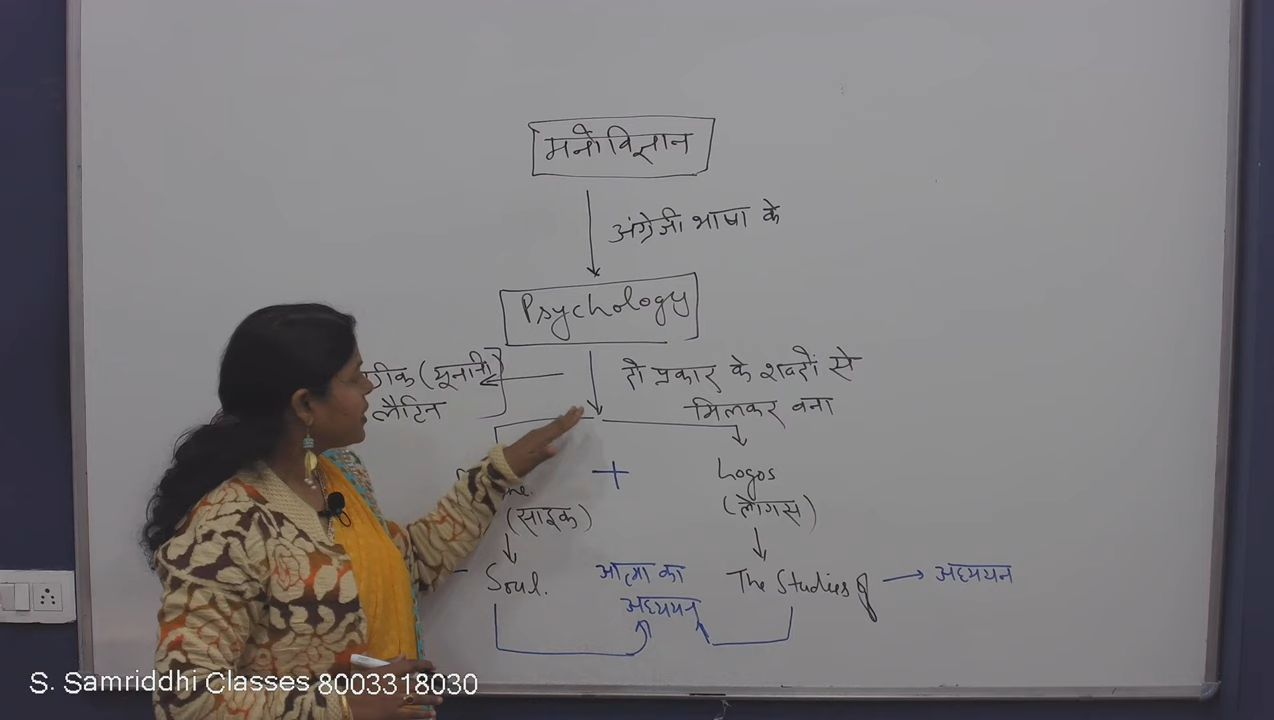 मनोविज्ञान
अंग्रेजी भाषा के
Psychology
(यूनानी) दो प्रकार के शब्दों से
लैटिन मिलकर बना
+ Logos
(साइक) (लोगस)
Soul. आत्मा का The Studies of → अध्ययन
अध्ययन
S. Samriddhi Classes 8003318030